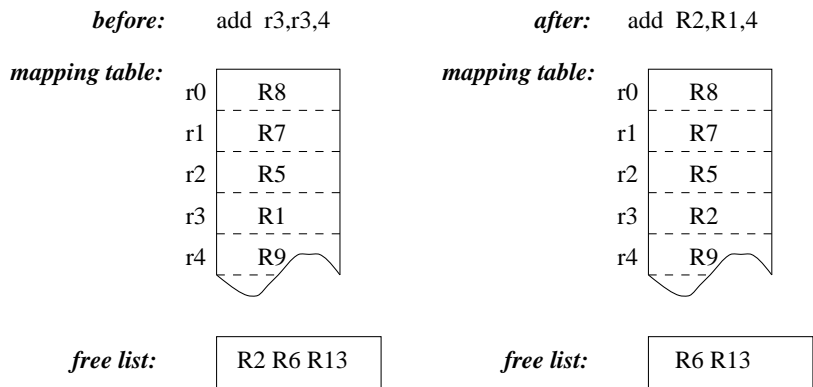 before: add r3,r3,4
mapping table:
r0 R8
r1 R7
r2 R5
r3 R1
r4 R9
free list: R2 R6 R13
after: add R2,R1,4
mapping table:
r0 R8
r1 R7
r2 R5
r3 R2
r4 R9
free list: R6 R13